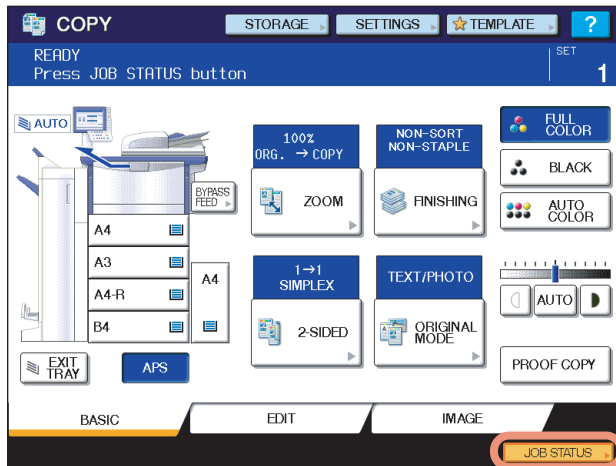 COPY
STORAGE
SETTINGS
TEMPLATE
?
READY
Press JOB STATUS button
SET
1
AUTO
BYPASS
FEED
A4
A3
A4-R
B4
A4
EXIT
TRAY
APS
100%
ORG. → COPY
ZOOM
NON-SORT
NON-STAPLE
FINISHING
1→1
SIMPLEX
2-SIDED
TEXT/PHOTO
ORIGINAL
MODE
FULL
COLOR
BLACK
AUTO
COLOR
AUTO
PROOF COPY
BASIC
EDIT
IMAGE
JOB STATUS